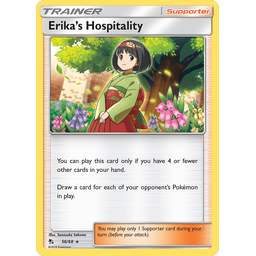 TRAINER
Supporter
Erika's Hospitality
You can play this card only if you have 4 or fewer
other cards in your hand.
Draw a card for each of your opponent's Pokémon
in play.
You may play only 1 Supporter card during your
turn (before your attack).
56/68